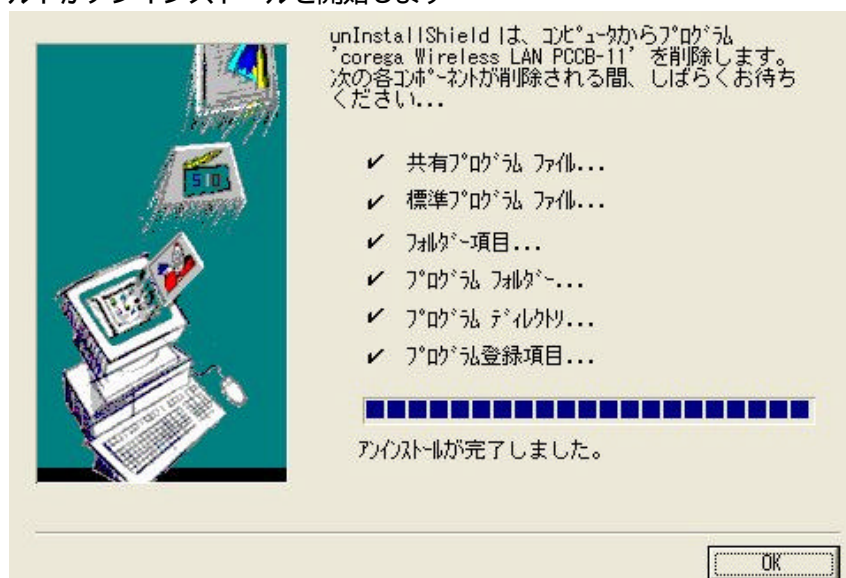 アンインストールを開始します
unInstallShield は、ｺﾝﾋﾟｭｰﾀからﾌﾟﾛｸﾞﾗﾑ
'corega Wireless LAN PCCB-11' を削除します。
次の各ｺﾝﾎﾟｰﾈﾝﾄが削除される間、しばらくお待ち
ください...
✔ 共有ﾌﾟﾛｸﾞﾗﾑ ﾌｧｲﾙ...
✔ 標準ﾌﾟﾛｸﾞﾗﾑ ﾌｧｲﾙ...
✔ ﾌｫﾙﾀﾞｰ項目...
✔ ﾌﾟﾛｸﾞﾗﾑ ﾌｫﾙﾀﾞｰ...
✔ ﾌﾟﾛｸﾞﾗﾑ ﾃﾞｨﾚｸﾄﾘ...
✔ ﾌﾟﾛｸﾞﾗﾑ登録項目...
ｱﾝｲﾝｽﾄｰﾙが完了しました。
OK
510